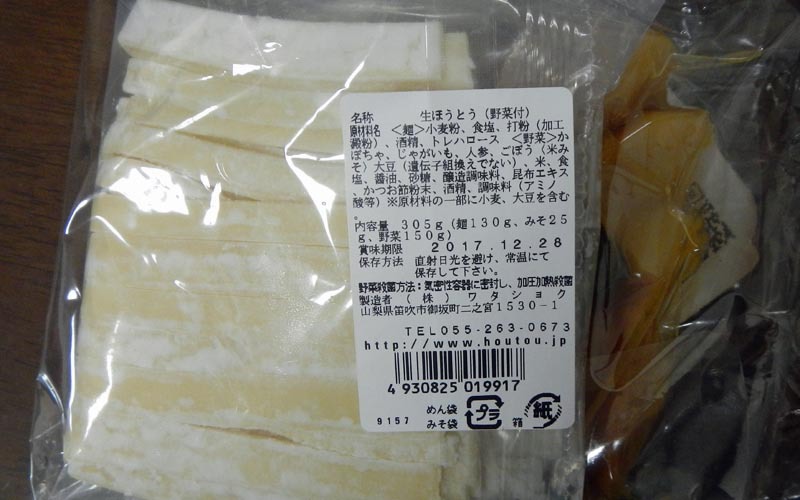 名称　　　生ほうとう（野菜付）
原材料名　＜麺＞小麦粉、食塩、打粉（加工
澱粉）、酒精、トレハロース　＜野菜＞か
ぼちゃ、じゃがいも、人参、ごぼう（米み
そ）大豆（遺伝子組換えでない）、米、食
塩、醤油、砂糖、醸造調味料、昆布エキス
、かつお節粉末、酒精、調味料（アミノ
酸等）※原材料の一部に小麦、大豆を含む
。
内容量　305g（麺130g、みそ25
g、野菜150g）
賞味期限　2017.12.28
保存方法　直射日光を避け、常温にて
保存して下さい。
野菜殺菌方法：気密性容器に密封し、加圧加熱殺菌
製造者　（株）ワタショク
山梨県笛吹市御坂町二之宮1530-1
TEL055-263-0673
http://www.houtou.jp
4 930825 019917
9157　めん袋　みそ袋　プラ　箱　紙